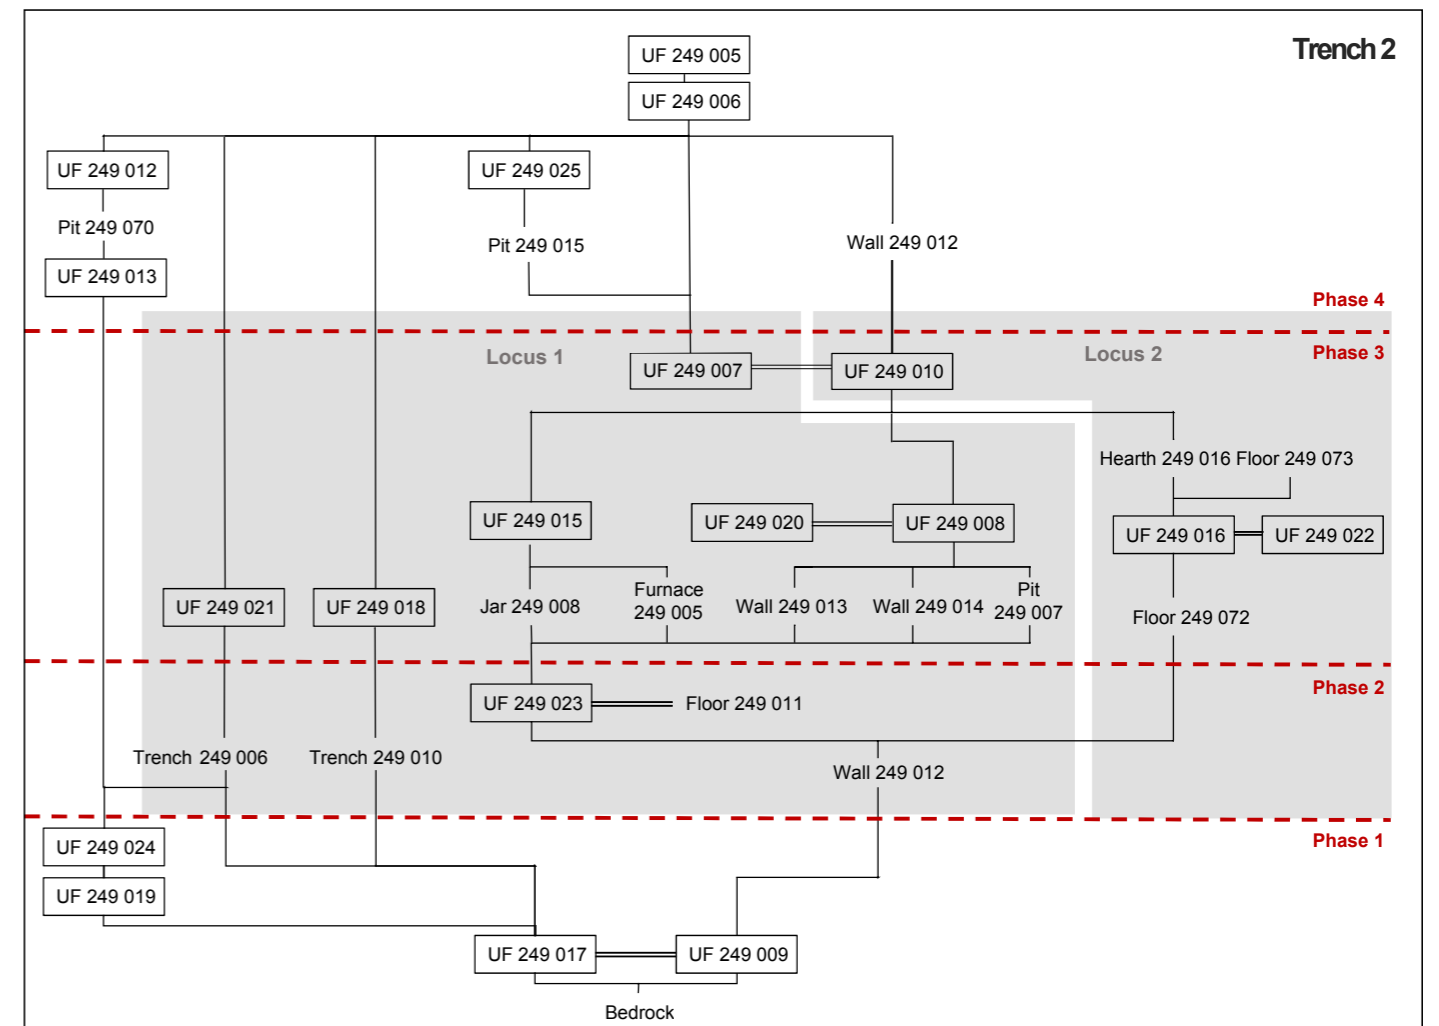 Trench 2
UF 249 005
UF 249 006
UF 249 012
UF 249 025
Pit 249 070
Pit 249 015
Wall 249 012
UF 249 013
Phase 4
Locus 1
Locus 2
Phase 3
UF 249 007
UF 249 010
Hearth 249 016 Floor 249 073
UF 249 015
UF 249 020
UF 249 008
UF 249 016
UF 249 022
UF 249 021
UF 249 018
Jar 249 008
Furnace
249 005
Wall 249 013
Wall 249 014
Pit
249 007
Floor 249 072
Phase 2
UF 249 023
Floor 249 011
Trench 249 006
Trench 249 010
Wall 249 012
Phase 1
UF 249 024
UF 249 019
UF 249 017
UF 249 009
Bedrock